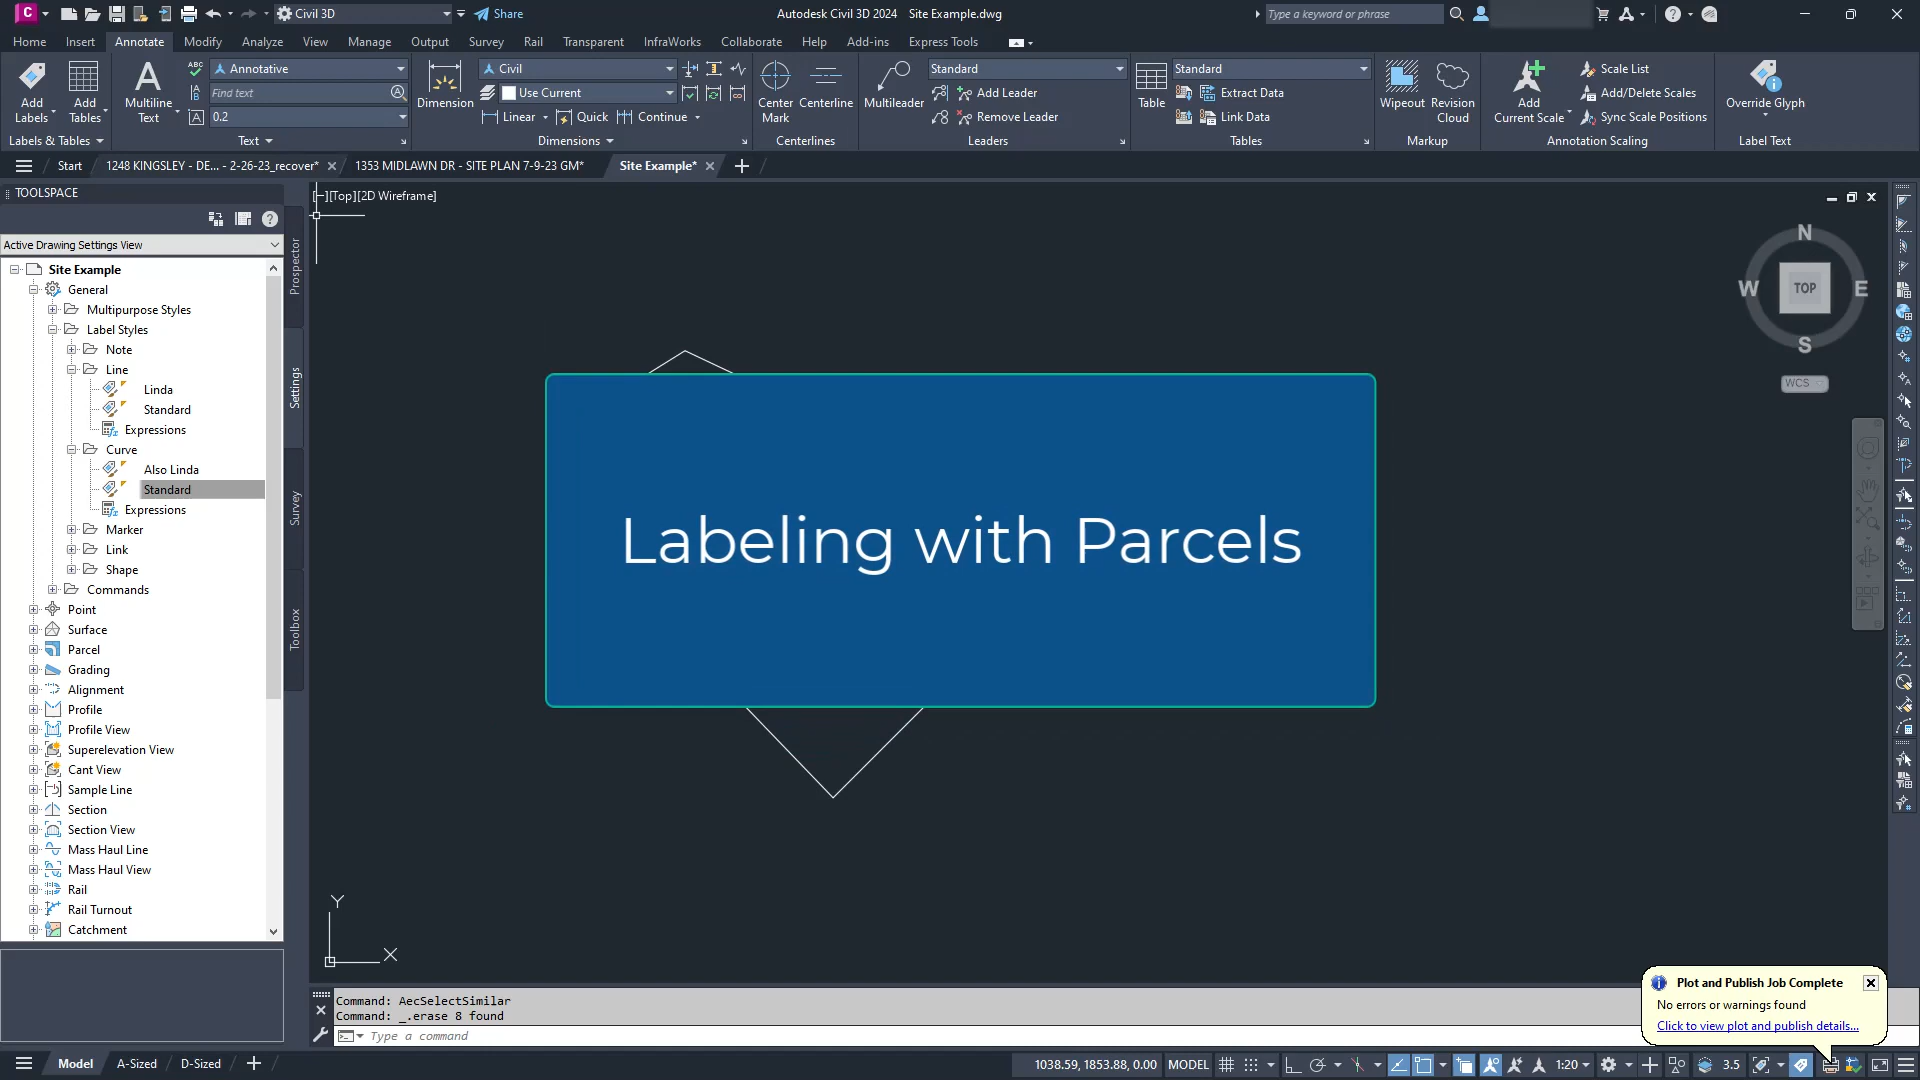 Civil 3D
Share
Autodesk Civil 3D 2024 Site Example.dwg
Type a keyword or phrase
Home Insert Annotate Modify Analyze View Manage Output Survey Rail Transparent InfraWorks Collaborate Help Add-ins Express Tools
Add Labels
Add Tables
Labels & Tables
Multiline Text
ABC
Annotative
Find text
0.2
Text
Dimension
Civil
Use Current
Linear
Quick
Continue
Dimensions
Center Mark
Centerline
Centerlines
Multileader
Standard
Add Leader
Remove Leader
Leaders
Table
Standard
Extract Data
Link Data
Tables
Wipeout
Revision Cloud
Markup
Add Current Scale
Scale List
Add/Delete Scales
Sync Scale Positions
Annotation Scaling
Override Glyph
Label Text
Start
1248 KINGSLEY - DE... - 2-26-23_recover*
1353 MIDLAWN DR - SITE PLAN 7-9-23 GM*
Site Example*
TOOLSPACE
Active Drawing Settings View
Site Example
General
Multipurpose Styles
Label Styles
Note
Line
Linda
Standard
Expressions
Curve
Also Linda
Standard
Expressions
Marker
Link
Shape
Commands
Point
Surface
Parcel
Grading
Alignment
Profile
Profile View
Superelevation View
Cant View
Sample Line
Section
Section View
Mass Haul Line
Mass Haul View
Rail
Rail Turnout
Catchment
Prospector
Settings
Survey
Toolbox
[–][Top][2D Wireframe]
N
W
TOP
E
S
WCS
Labeling with Parcels
Y
X
Command: AecSelectSimilar
Command: _.erase 8 found
Type a command
Plot and Publish Job Complete
No errors or warnings found
Click to view plot and publish details...
Model
A-Sized
D-Sized
1038.59, 1853.88, 0.00
MODEL
1:20
3.5